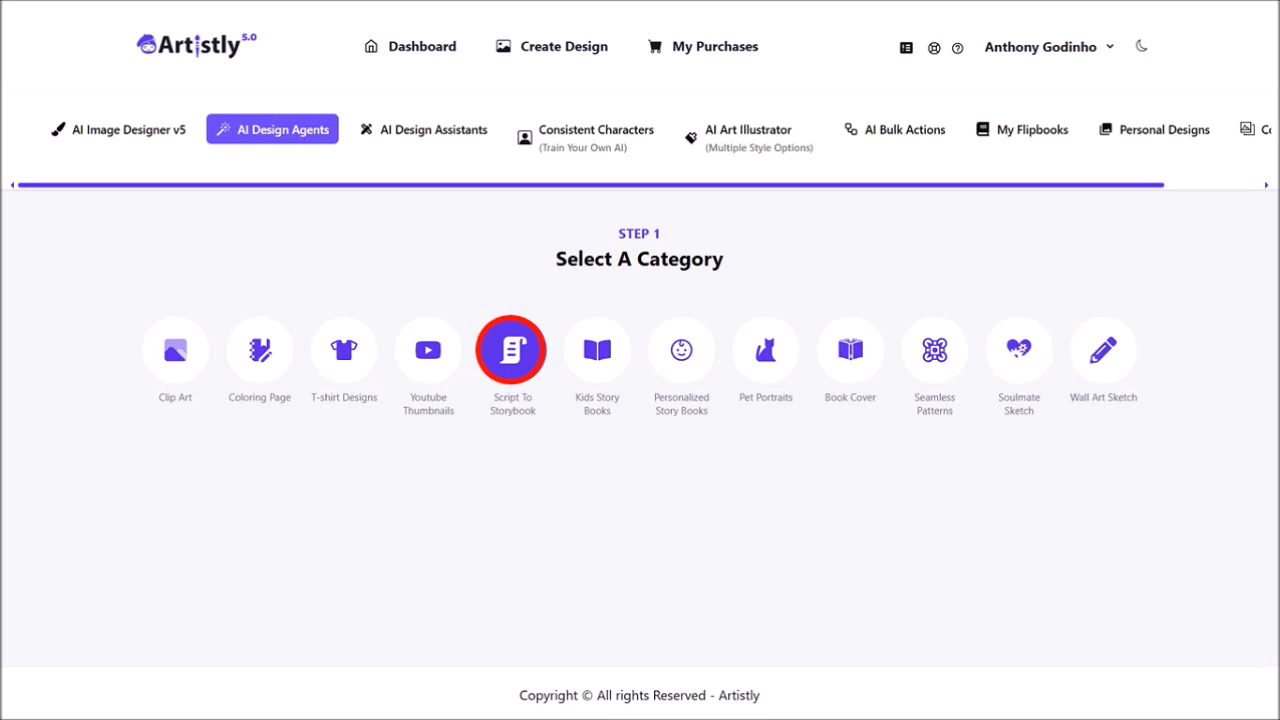 Artistly 5.0
Dashboard
Create Design
My Purchases
Anthony Godinho
AI Image Designer v5
AI Design Agents
AI Design Assistants
Consistent Characters
(Train Your Own AI)
AI Art Illustrator
(Multiple Style Options)
AI Bulk Actions
My Flipbooks
Personal Designs
STEP 1
Select A Category
Clip Art
Coloring Page
T-shirt Designs
Youtube
Thumbnails
Script To
Storybook
Kids Story
Books
Personalized
Story Books
Pet Portraits
Book Cover
Seamless
Patterns
Soulmate
Sketch
Wall Art Sketch
Copyright © All rights Reserved - Artistly